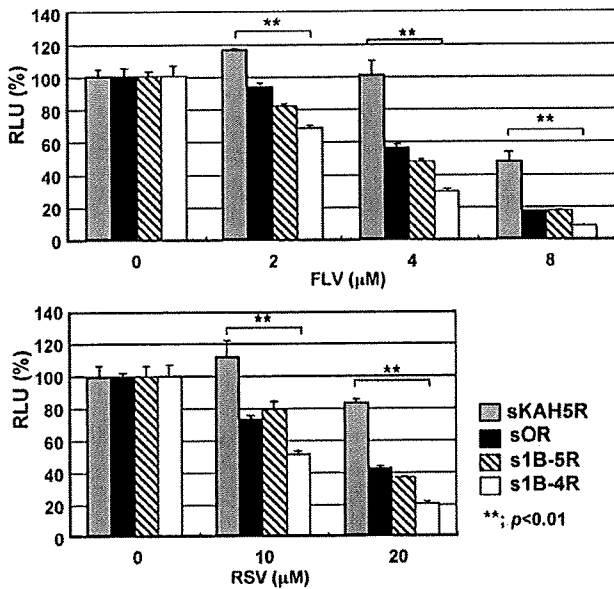 140
120
100
80
60
40
20
0
RLU (%)
**
**
**
0 2 4 8
FLV (μM)
140
120
100
80
60
40
20
0
RLU (%)
**
**
0 10 20
RSV (μM)
sKAH5R
sOR
s1B-5R
s1B-4R
**; p<0.01